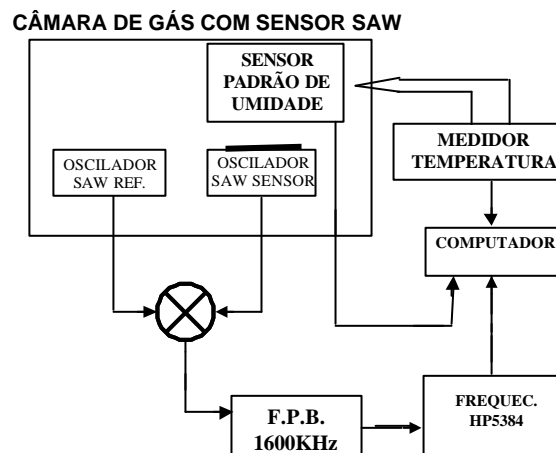 CÂMARA DE GÁS COM SENSOR SAW
SENSOR
PADRÃO DE
UMIDADE
MEDIDOR
TEMPERATURA
OSCILADOR
SAW REF.
OSCILADOR
SAW SENSOR
COMPUTADOR
F.P.B.
1600KHz
FREQUEC.
HP5384